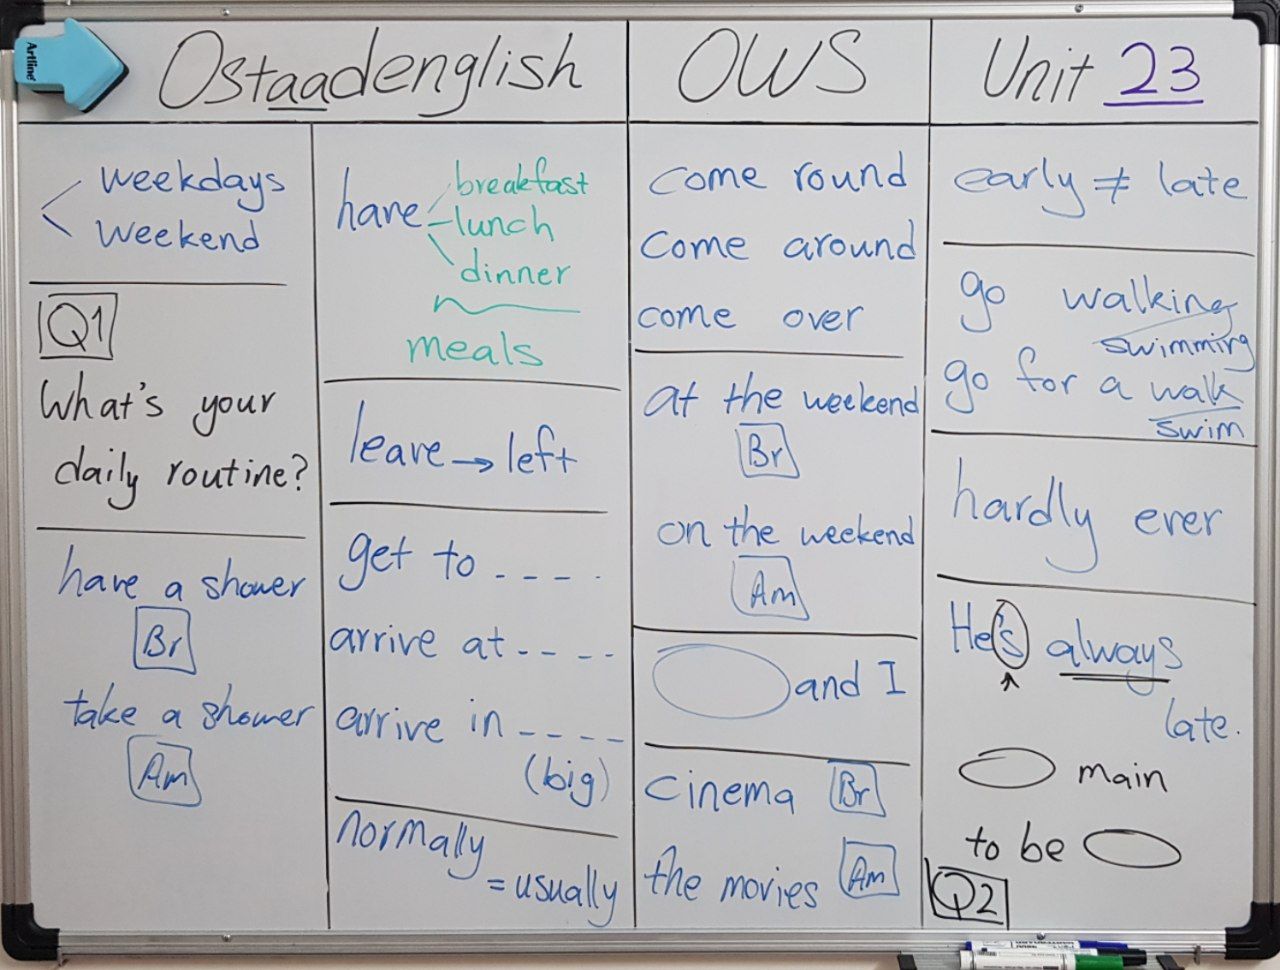 Artline
Ostaadenglish
OWS
Unit 23
weekdays
weekend
Q1
What's your
daily routine?
have a shower
Br
take a shower
Am
have
breakfast
lunch
dinner
meals
leave → left
get to ----
arrive at ----
arrive in ----
(big)
normally
= usually
come round
come around
come over
at the weekend
Br
on the weekend
Am
and I
cinema Br
the movies Am
early ≠ late
go walking
swimming
go for a walk
swim
hardly ever
He's always
late.
main
to be
Q2